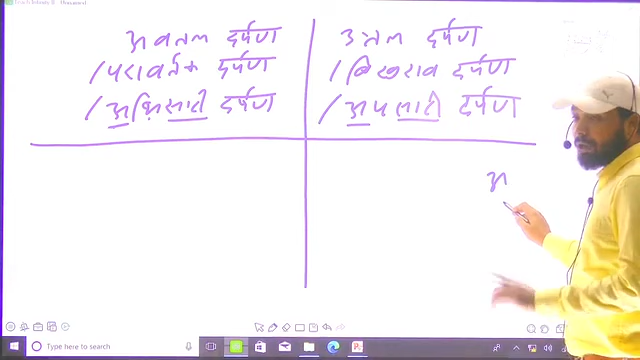 अवतल दर्पण
/परावर्तक दर्पण
/अभिसारी दर्पण
उत्तल दर्पण
/बिखराव दर्पण
/अपसारी दर्पण
अ
Type here to search